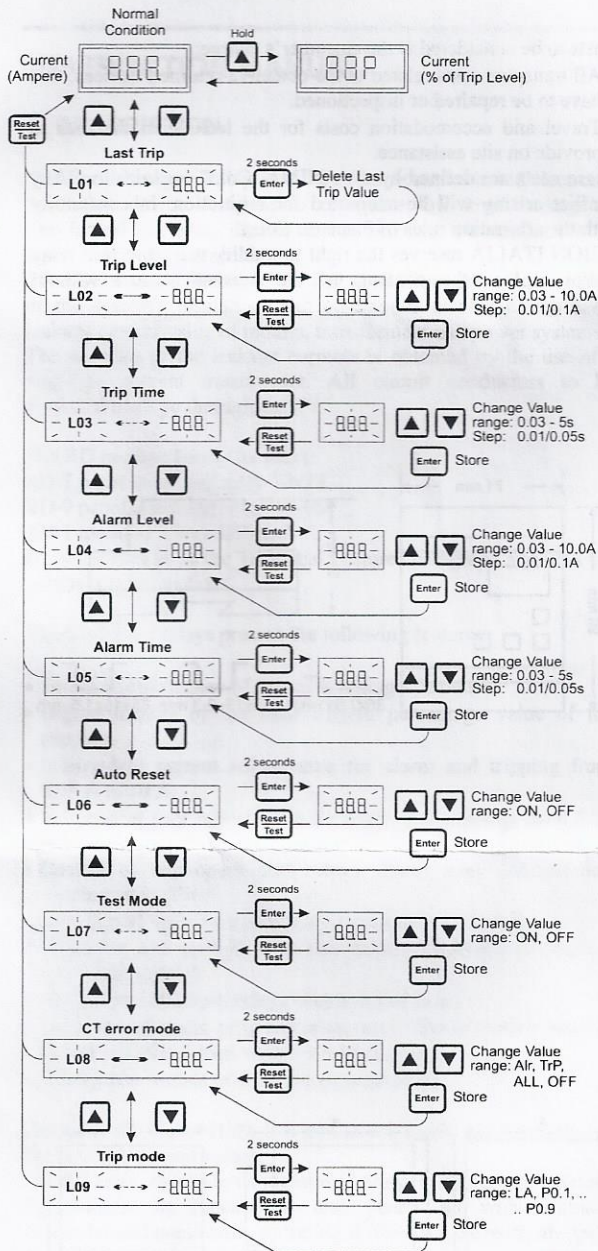 Normal
Condition
Hold
Current
(Ampere)
Current
(% of Trip Level)
Reset
Test
Last Trip
L01
2 seconds
Enter
Delete Last
Trip Value
Trip Level
L02
2 seconds
Enter
Reset
Test
Change Value
range: 0.03 - 10.0A
Step: 0.01/0.1A
Enter Store
Trip Time
L03
2 seconds
Enter
Reset
Test
Change Value
range: 0.03 - 5s
Step: 0.01/0.05s
Enter Store
Alarm Level
L04
2 seconds
Enter
Reset
Test
Change Value
range: 0.03 - 10.0A
Step: 0.01/0.1A
Enter Store
Alarm Time
L05
2 seconds
Enter
Reset
Test
Change Value
range: 0.03 - 5s
Step: 0.01/0.05s
Enter Store
Auto Reset
L06
2 seconds
Enter
Reset
Test
Change Value
range: ON, OFF
Enter Store
Test Mode
L07
2 seconds
Enter
Reset
Test
Change Value
range: ON, OFF
Enter Store
CT error mode
L08
2 seconds
Enter
Reset
Test
Change Value
range: Alr, TrP,
ALL, OFF
Enter Store
Trip mode
L09
2 seconds
Enter
Reset
Test
Change Value
range: LA, P0.1, ..
.. P0.9
Enter Store